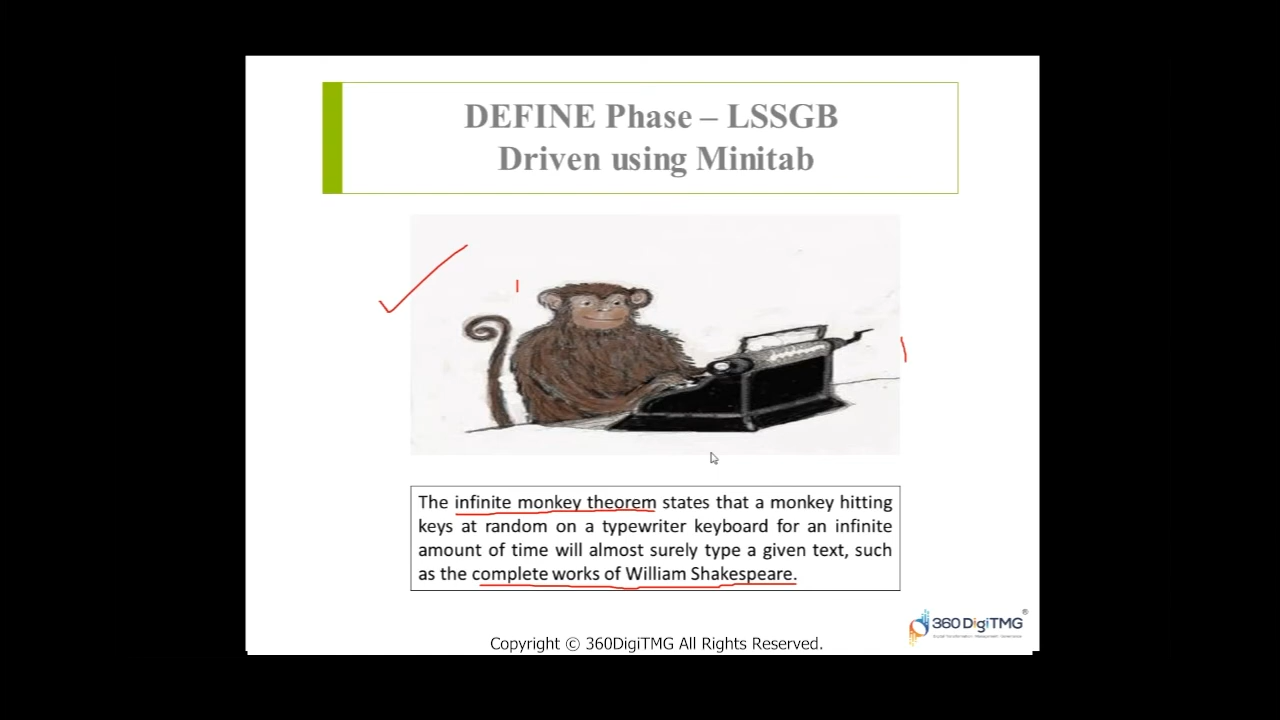 DEFINE Phase – LSSGB
Driven using Minitab
The infinite monkey theorem states that a monkey hitting
keys at random on a typewriter keyboard for an infinite
amount of time will almost surely type a given text, such
as the complete works of William Shakespeare.
360DigiTMG®
Copyright © 360DigiTMG All Rights Reserved.